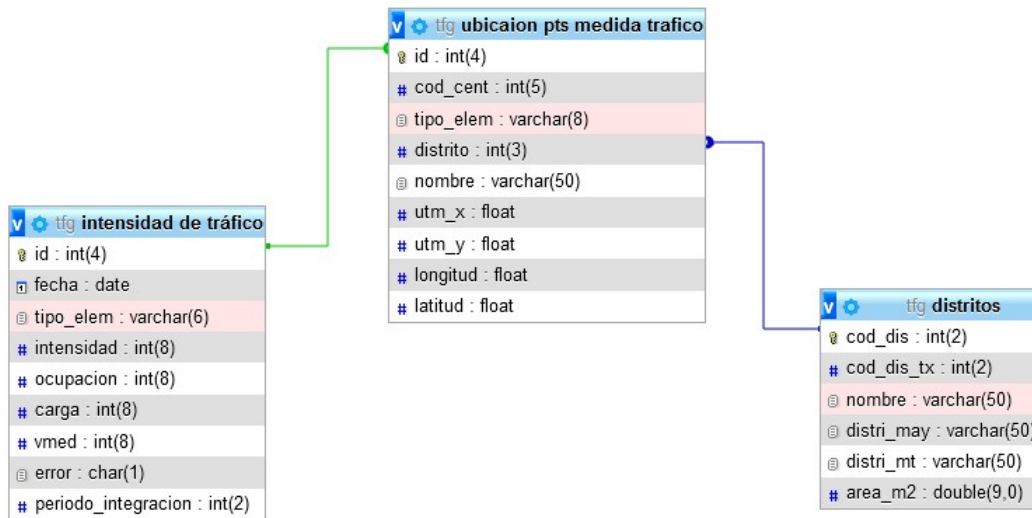 tfg ubicaion pts medida trafico
id : int(4)
cod_cent : int(5)
tipo_elem : varchar(8)
distrito : int(3)
nombre : varchar(50)
utm_x : float
utm_y : float
longitud : float
latitud : float
v tfg intensidad de tráfico
id : int(4)
fecha : date
tipo_elem : varchar(6)
# intensidad : int(8)
# ocupacion : int(8)
# carga : int(8)
# vmed : int(8)
error : char(1)
# periodo_integracion : int(2)
v tfg distritos
cod_dis : int(2)
# cod_dis_tx : int(2)
nombre : varchar(50)
distri_may : varchar(50)
distri_mt : varchar(50)
# area_m2 : double(9,0)